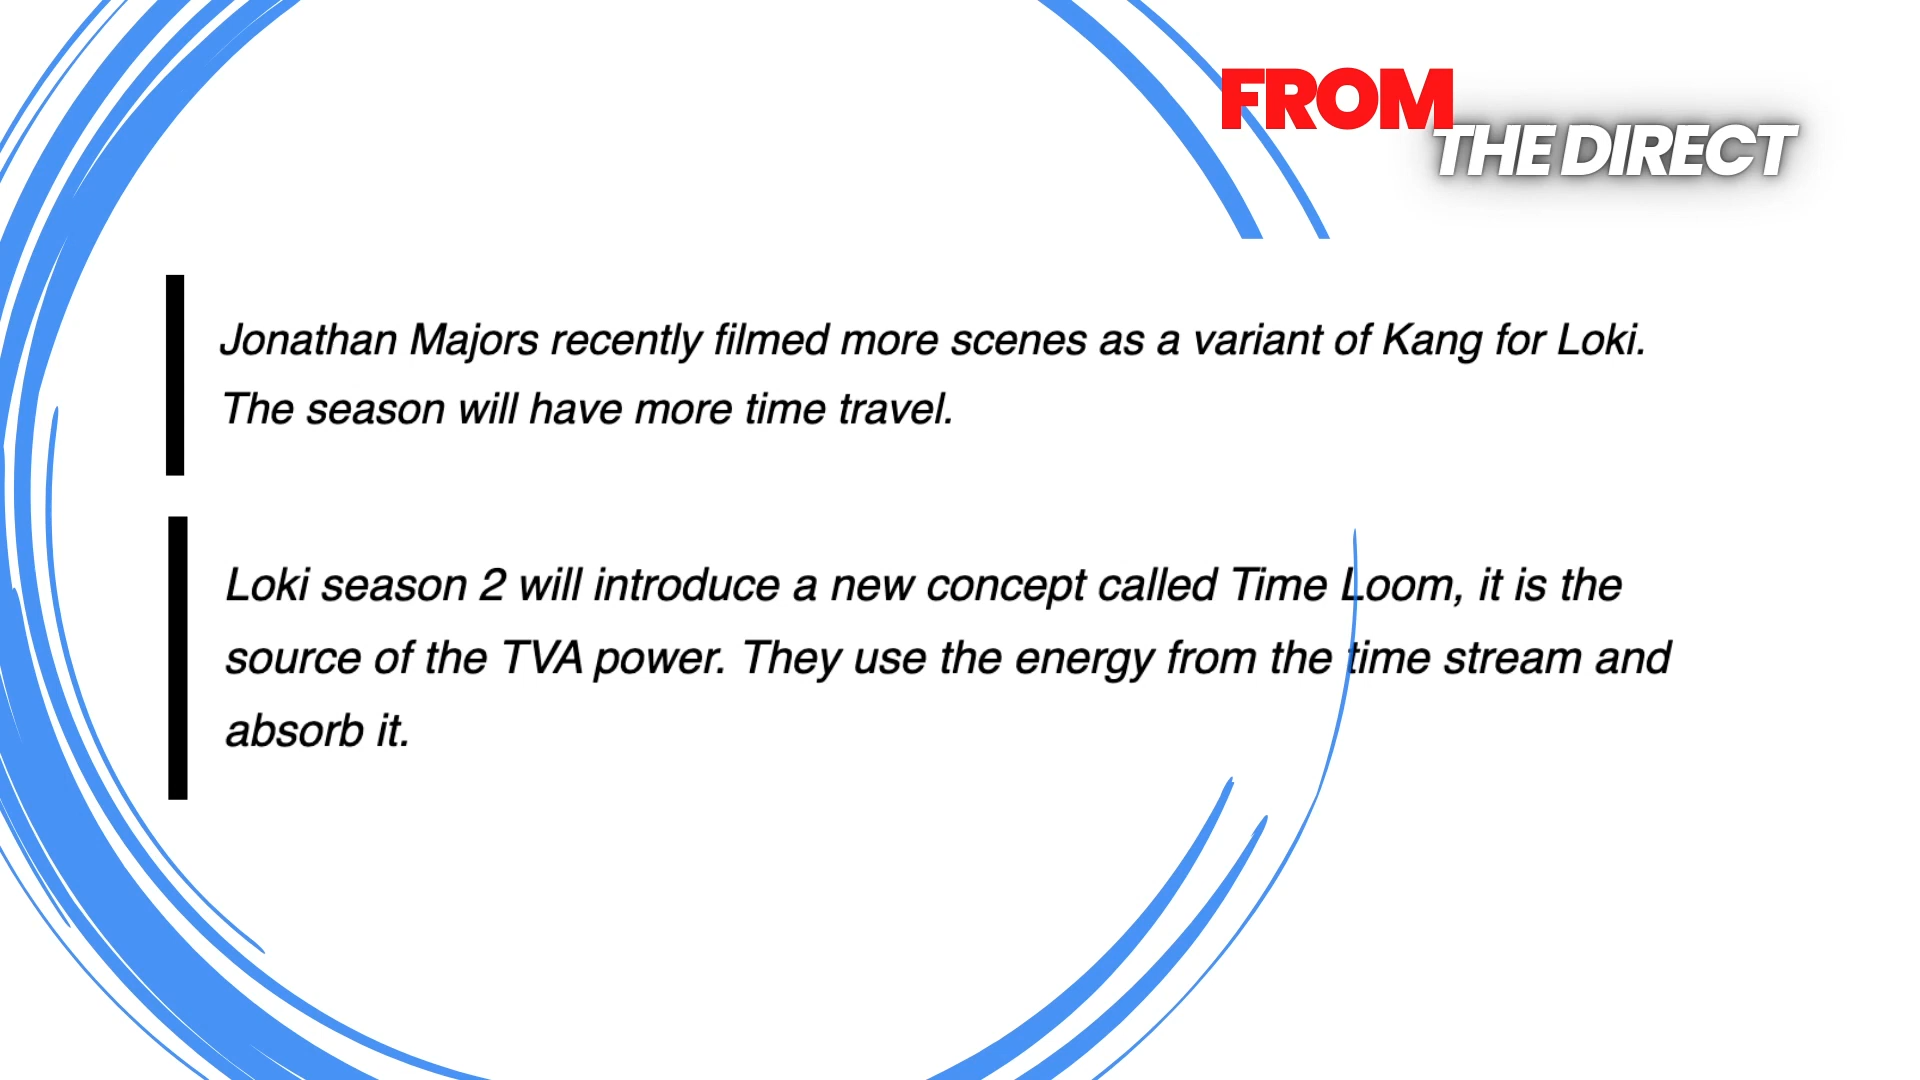 FROM
THE DIRECT
Jonathan Majors recently filmed more scenes as a variant of Kang for Loki.
The season will have more time travel.
Loki season 2 will introduce a new concept called Time Loom, it is the
source of the TVA power. They use the energy from the time stream and
absorb it.